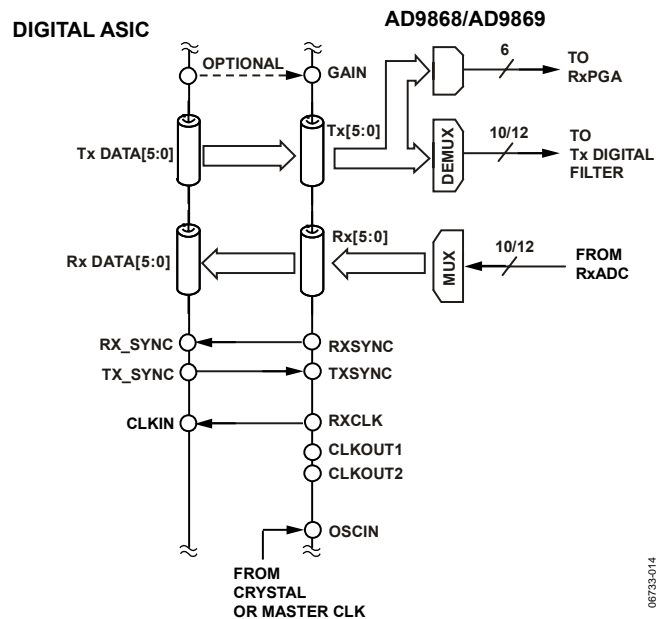 DIGITAL ASIC
AD9868/AD9869
OPTIONAL
GAIN
6
TO
RxPGA
Tx DATA[5:0]
Tx[5:0]
DEMUX
10/12
TO
Tx DIGITAL
FILTER
Rx DATA[5:0]
Rx[5:0]
MUX
10/12
FROM
RxADC
RX_SYNC
RXSYNC
TX_SYNC
TXSYNC
CLKIN
RXCLK
CLKOUT1
CLKOUT2
OSCIN
FROM
CRYSTAL
OR MASTER CLK
06733-014